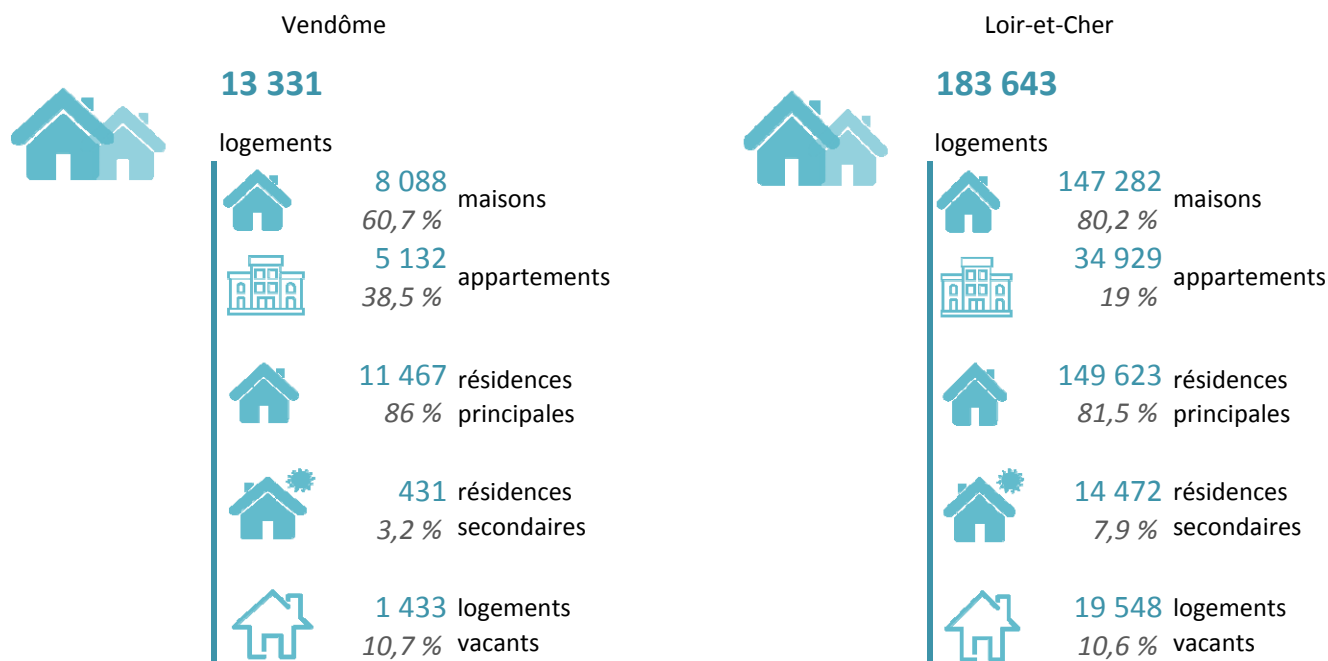 Vendôme
13 331
logements
8 088
60,7 %
maisons
5 132
38,5 %
appartements
11 467
86 %
résidences
principales
431
3,2 %
résidences
secondaires
1 433
10,7 %
logements
vacants
Loir-et-Cher
183 643
logements
147 282
80,2 %
maisons
34 929
19 %
appartements
149 623
81,5 %
résidences
principales
14 472
7,9 %
résidences
secondaires
19 548
10,6 %
logements
vacants